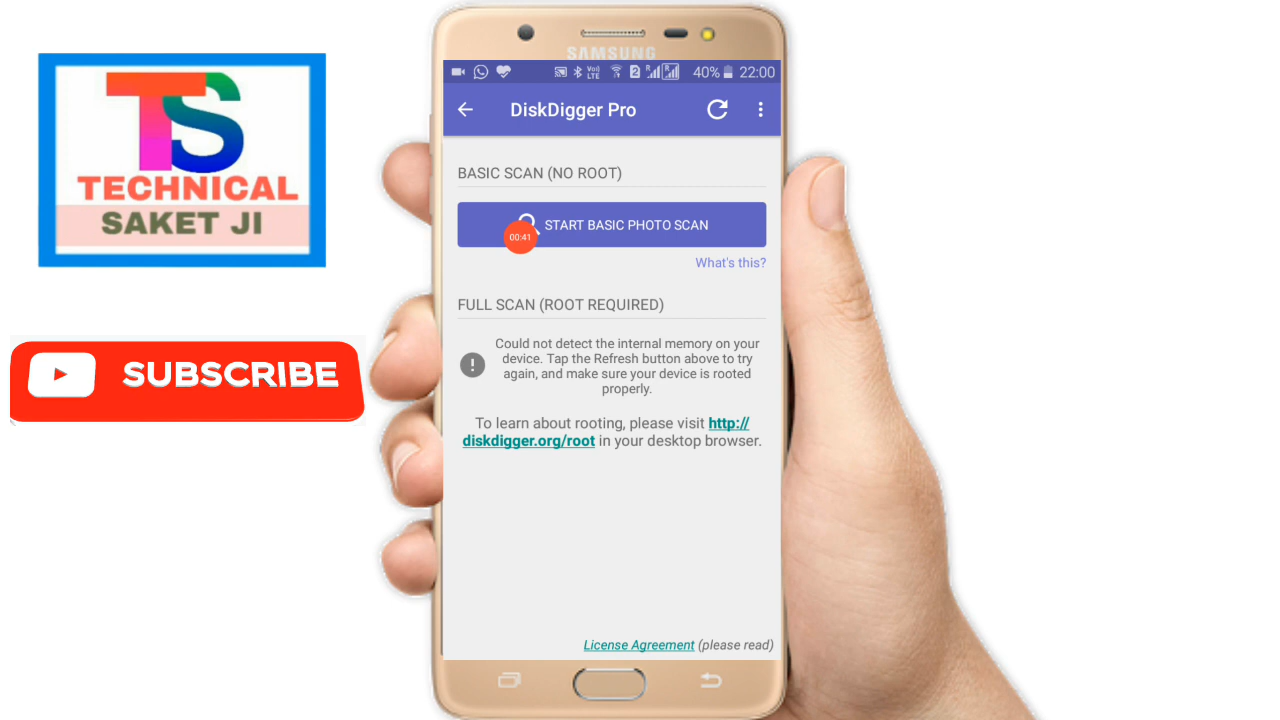 TS
TECHNICAL
SAKET JI
SUBSCRIBE
SAMSUNG
VoI) LTE
2
R
R
40%
22:00
DiskDigger Pro
BASIC SCAN (NO ROOT)
START BASIC PHOTO SCAN
00:41
What's this?
FULL SCAN (ROOT REQUIRED)
Could not detect the internal memory on your
device. Tap the Refresh button above to try
again, and make sure your device is rooted
properly.
To learn about rooting, please visit http://
diskdigger.org/root in your desktop browser.
License Agreement (please read)